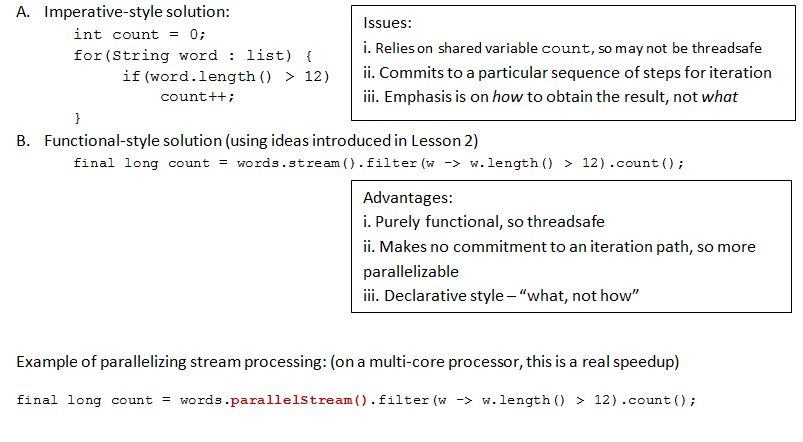 A. Imperative-style solution:
int count = 0;
for(String word : list) {
if(word.length() > 12)
count++;
}
Issues:
i. Relies on shared variable count, so may not be threadsafe
ii. Commits to a particular sequence of steps for iteration
iii. Emphasis is on how to obtain the result, not what
B. Functional-style solution (using ideas introduced in Lesson 2)
final long count = words.stream().filter(w -> w.length() > 12).count();
Advantages:
i. Purely functional, so threadsafe
ii. Makes no commitment to an iteration path, so more
parallelizable
iii. Declarative style – “what, not how”
Example of parallelizing stream processing: (on a multi-core processor, this is a real speedup)
final long count = words.parallelStream().filter(w -> w.length() > 12).count();